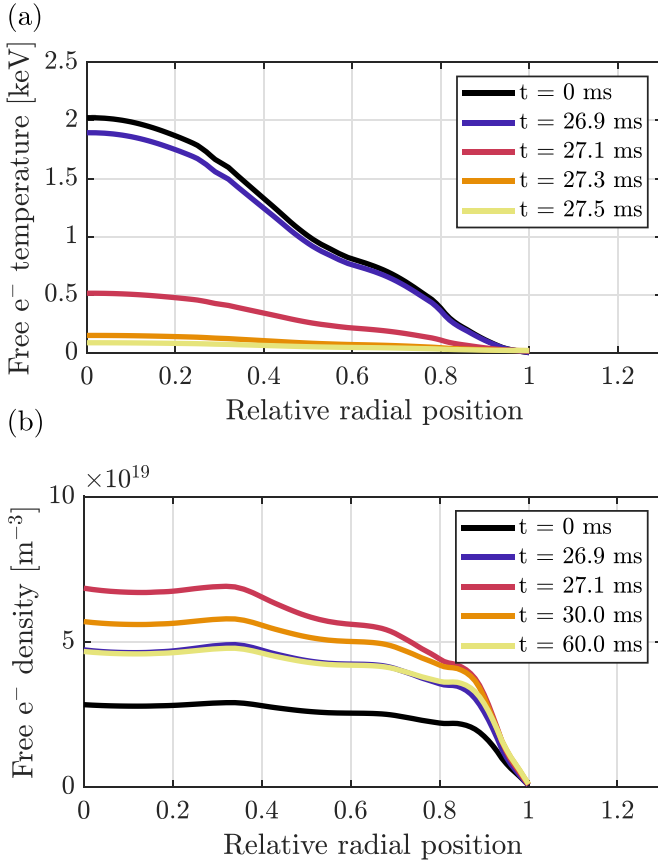 (a)
Free e⁻ temperature [keV]
2.5
2
1.5
1
0.5
0
t = 0 ms
t = 26.9 ms
t = 27.1 ms
t = 27.3 ms
t = 27.5 ms
0 0.2 0.4 0.6 0.8 1 1.2
Relative radial position
(b)
×10¹⁹
Free e⁻ density [m⁻³]
10
5
0
t = 0 ms
t = 26.9 ms
t = 27.1 ms
t = 30.0 ms
t = 60.0 ms
0 0.2 0.4 0.6 0.8 1 1.2
Relative radial position